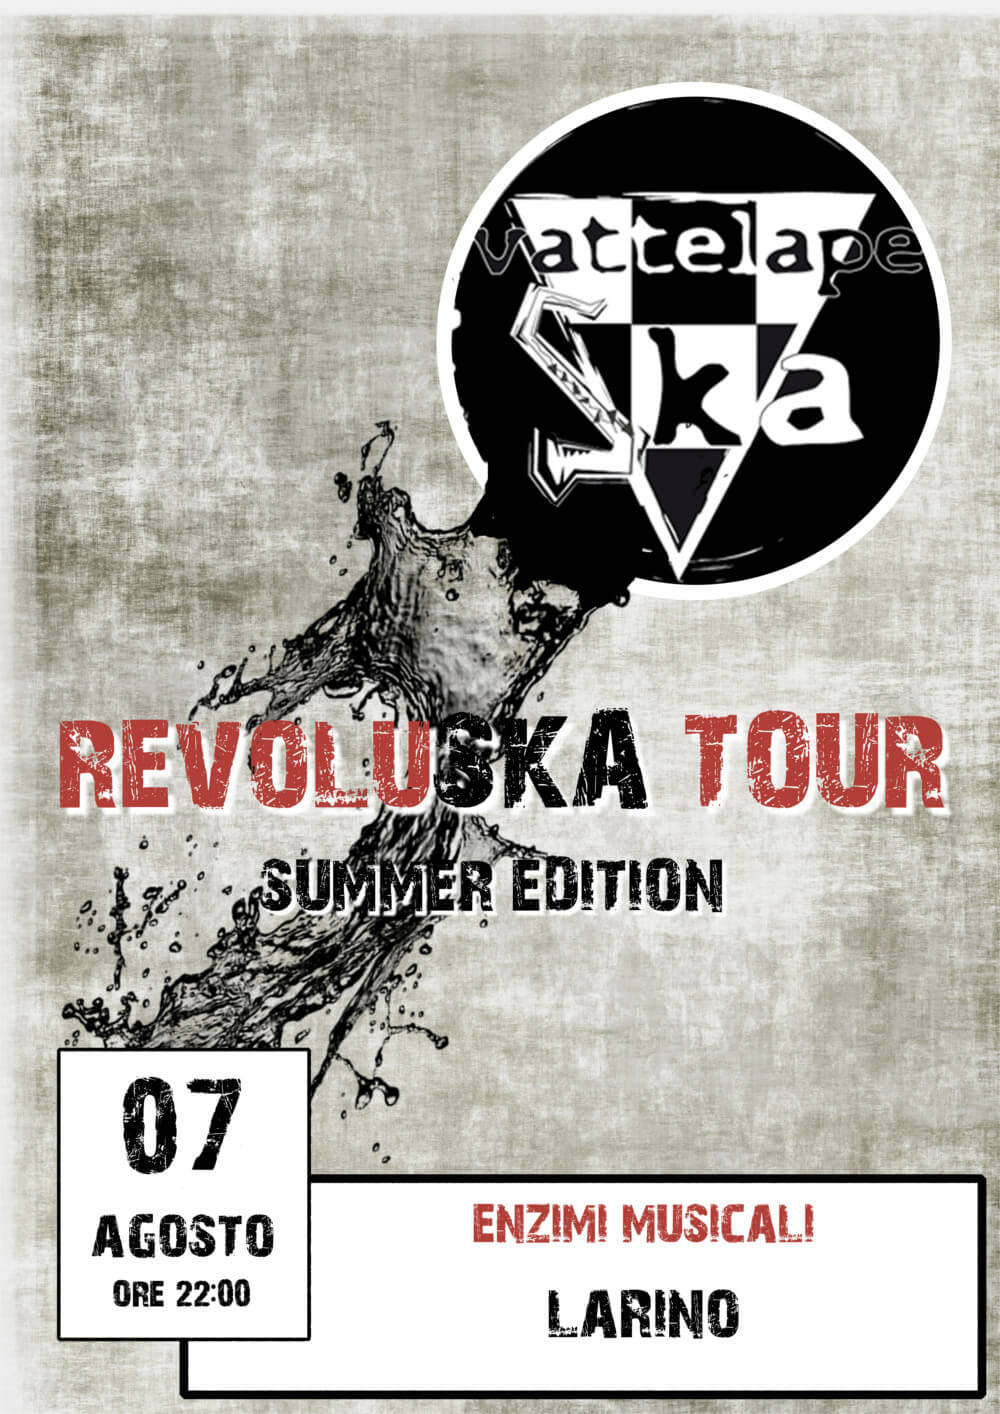 vattelape
Ska
REVOLUSKA TOUR
SUMMER EDITION
07
AGOSTO
ORE 22:00
ENZIMI MUSICALI
LARINO